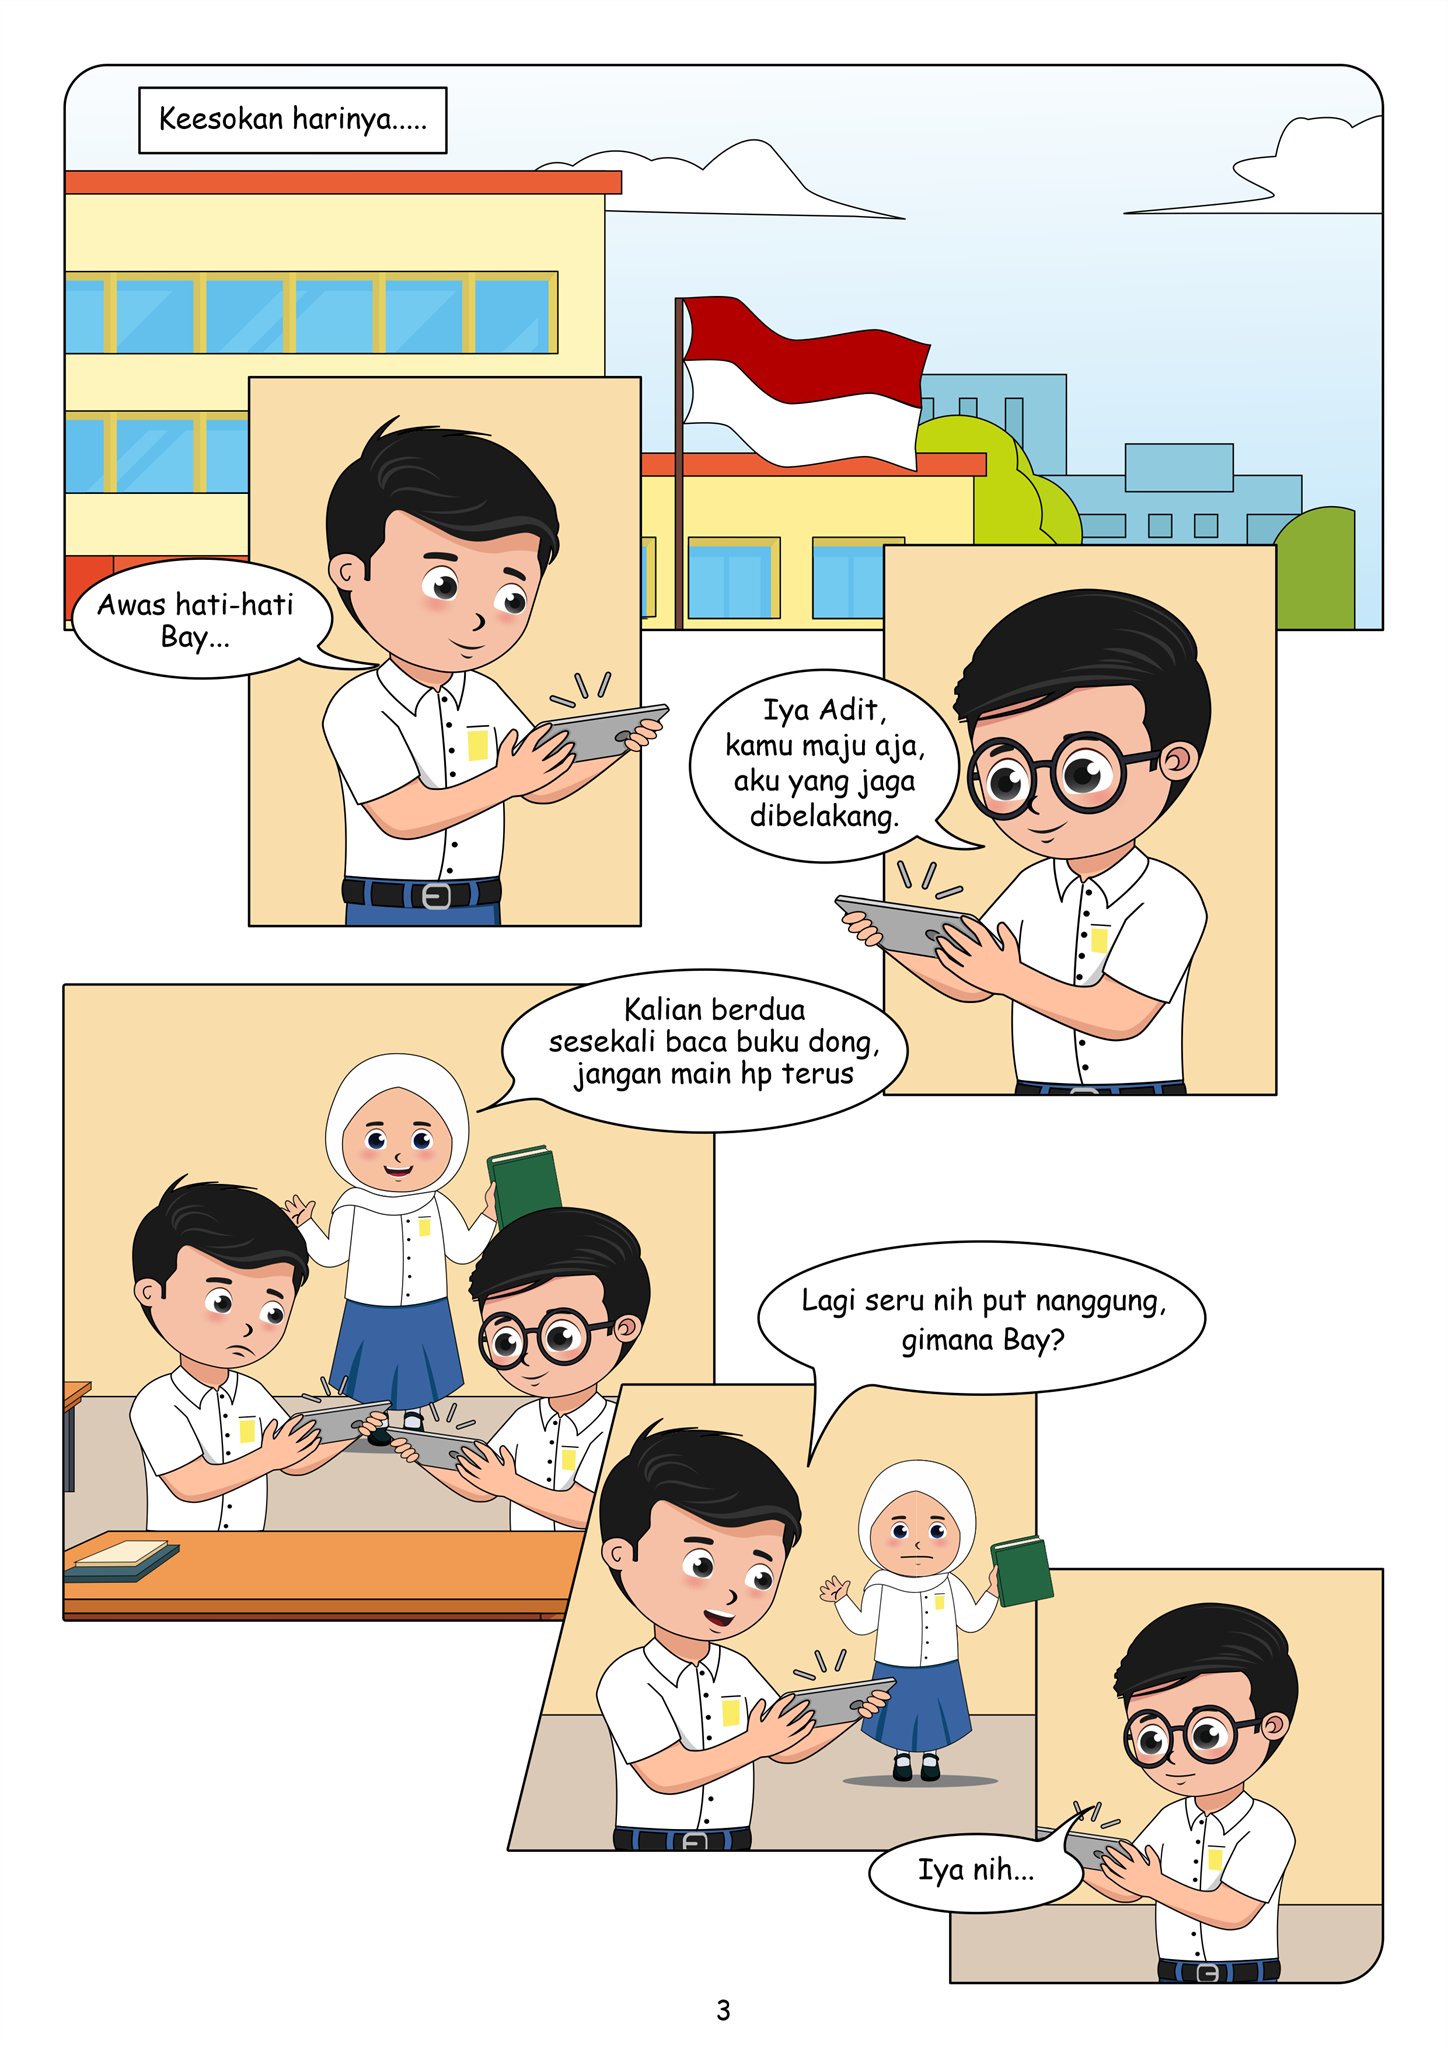 Keesokan harinya.....
Awas hati-hati
Bay...
Iya Adit,
kamu maju aja,
aku yang jaga
dibelakang.
Kalian berdua
sesekali baca buku dong,
jangan main hp terus
Lagi seru nih put nanggung,
gimana Bay?
Iya nih...
3